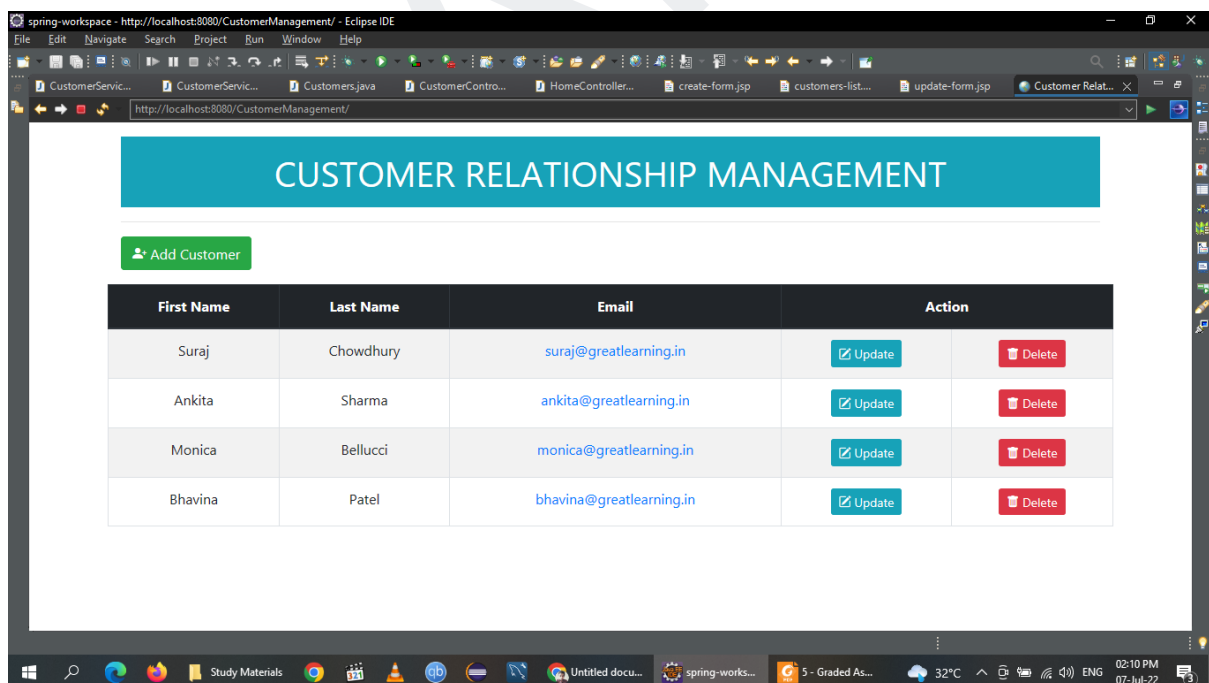 spring-workspace - http://localhost:8080/CustomerManagement/ - Eclipse IDE
File Edit Navigate Search Project Run Window Help
CustomerServic... CustomerServic... Customers.java CustomerContro... HomeController... create-form.jsp customers-list.... update-form.jsp Customer Relat...
http://localhost:8080/CustomerManagement/
CUSTOMER RELATIONSHIP MANAGEMENT
Add Customer
First Name Last Name Email Action
Suraj Chowdhury suraj@greatlearning.in Update Delete
Ankita Sharma ankita@greatlearning.in Update Delete
Monica Bellucci monica@greatlearning.in Update Delete
Bhavina Patel bhavina@greatlearning.in Update Delete
Study Materials Untitled docu... spring-works... 5 - Graded As... 32°C ENG 02:10 PM
07-Jul-22